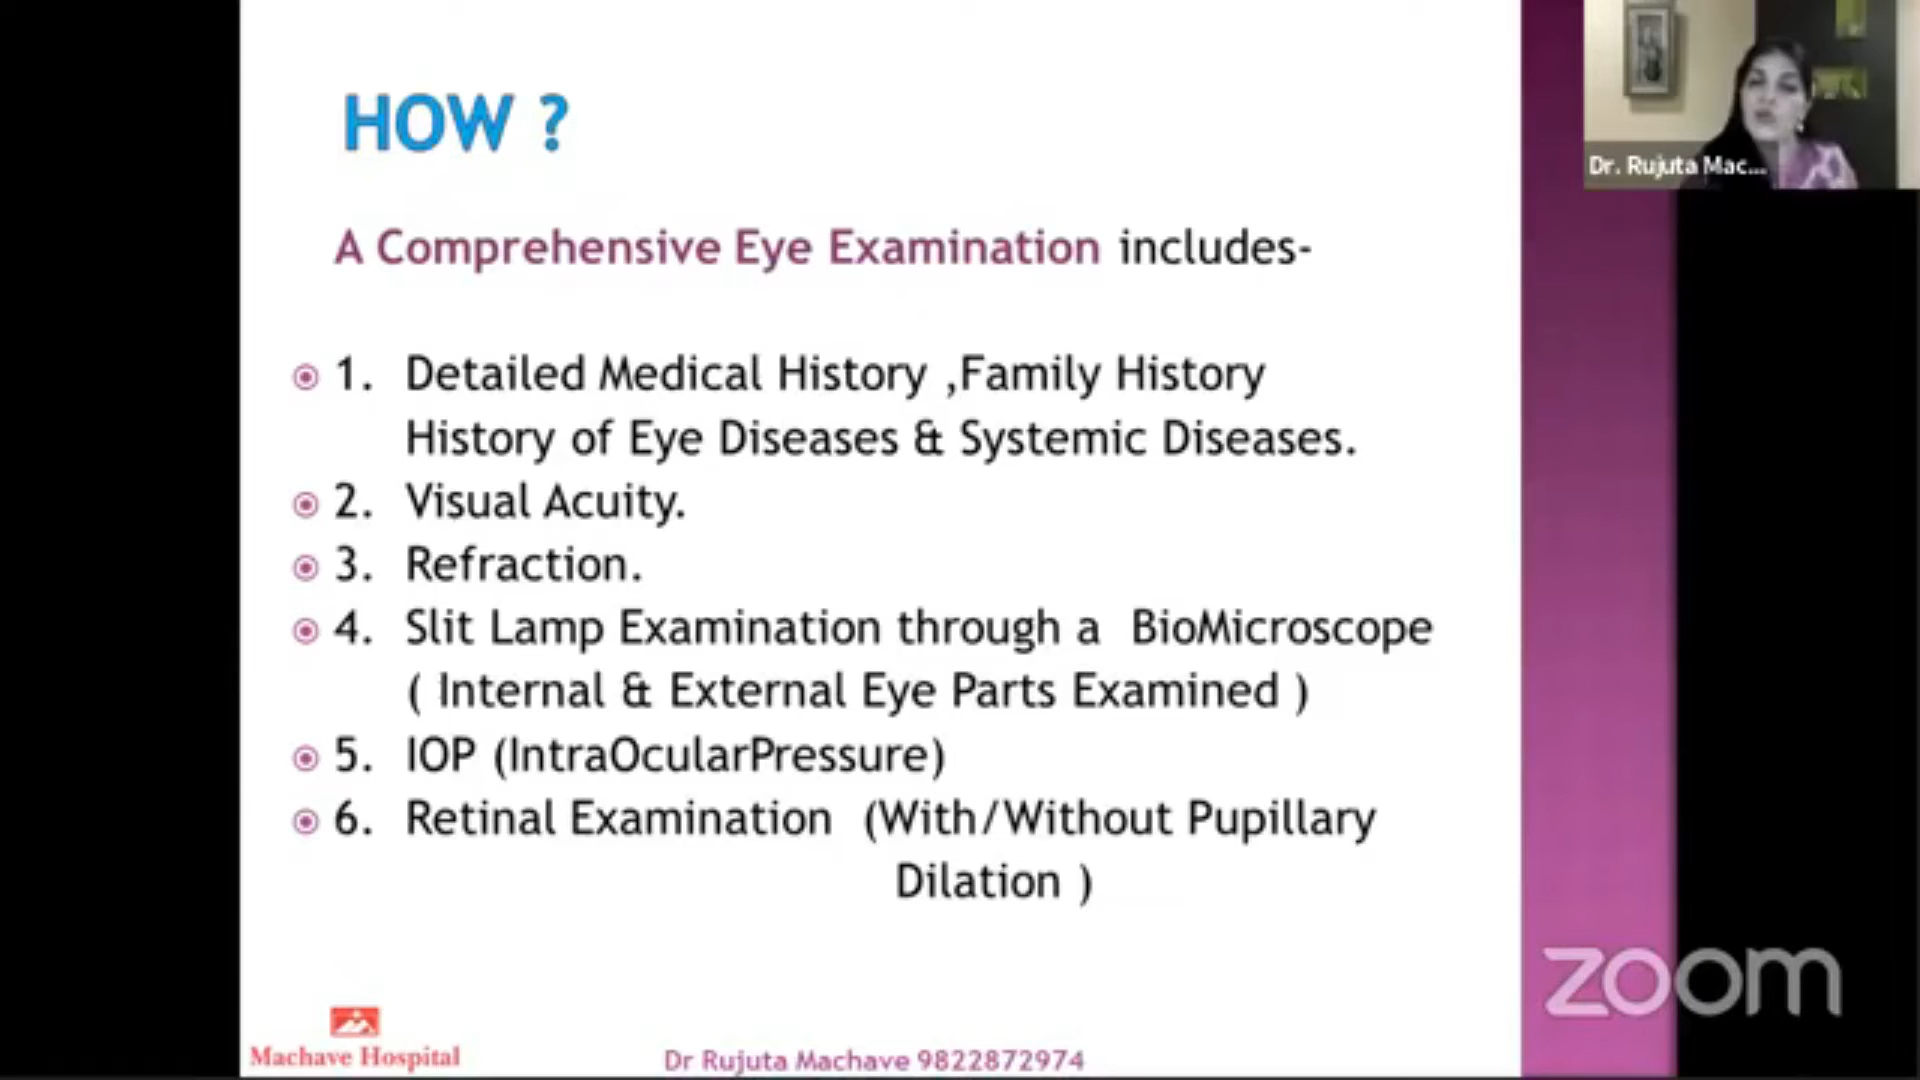 HOW ?
A Comprehensive Eye Examination includes-
1. Detailed Medical History ,Family History
History of Eye Diseases & Systemic Diseases.
2. Visual Acuity.
3. Refraction.
4. Slit Lamp Examination through a BioMicroscope
( Internal & External Eye Parts Examined )
5. IOP (IntraOcularPressure)
6. Retinal Examination (With/Without Pupillary
Dilation )
Machave Hospital
Dr Rujuta Machave 9822872974
Dr. Rujuta Mac...
zoom